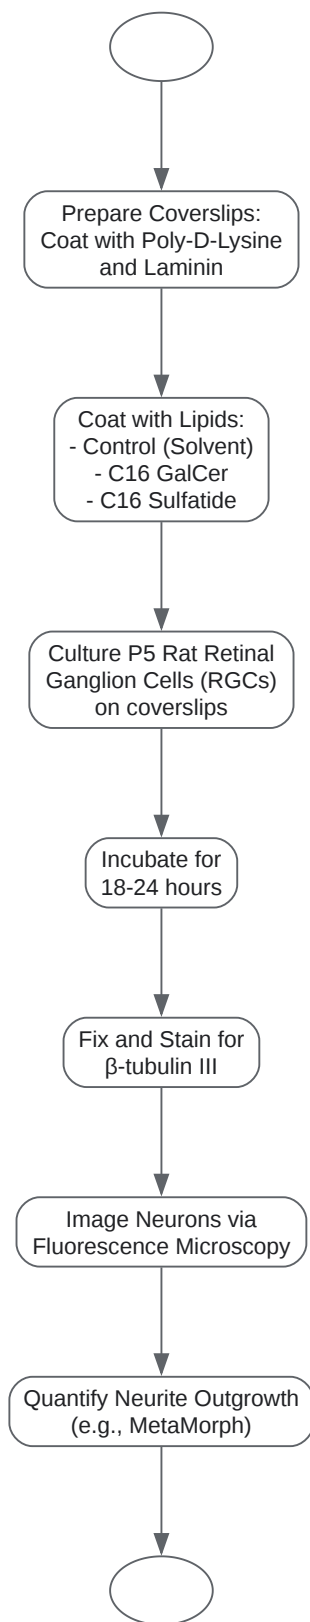 Prepare Coverslips:
Coat with Poly-D-Lysine
and Laminin
Coat with Lipids:
- Control (Solvent)
- C16 GalCer
- C16 Sulfatide
Culture P5 Rat Retinal
Ganglion Cells (RGCs)
on coverslips
Incubate for
18-24 hours
Fix and Stain for
β-tubulin III
Image Neurons via
Fluorescence Microscopy
Quantify Neurite Outgrowth
(e.g., MetaMorph)